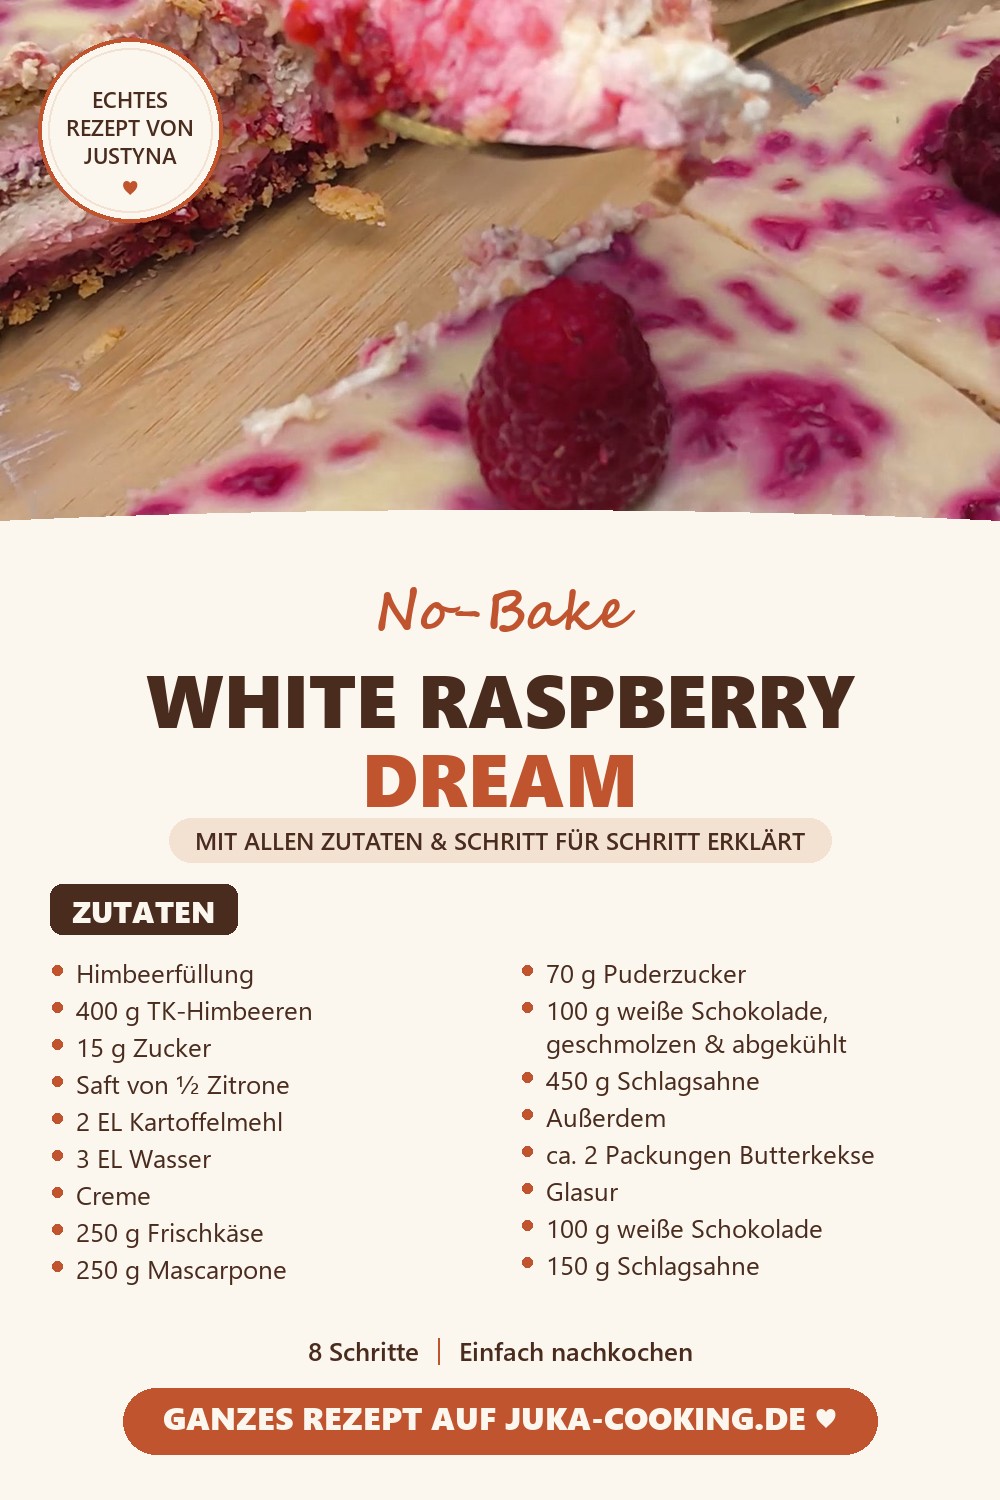 ECHTES
REZEPT VON
JUSTYNA
No-Bake
WHITE RASPBERRY
DREAM
MIT ALLEN ZUTATEN & SCHRITT FÜR SCHRITT ERKLÄRT
ZUTATEN
Himbeerfüllung
400 g TK-Himbeeren
15 g Zucker
Saft von ½ Zitrone
2 EL Kartoffelmehl
3 EL Wasser
Creme
250 g Frischkäse
250 g Mascarpone
70 g Puderzucker
100 g weiße Schokolade,
geschmolzen & abgekühlt
450 g Schlagsahne
Außerdem
ca. 2 Packungen Butterkekse
Glasur
100 g weiße Schokolade
150 g Schlagsahne
8 Schritte | Einfach nachkochen
GANZES REZEPT AUF JUKA-COOKING.DE ♥